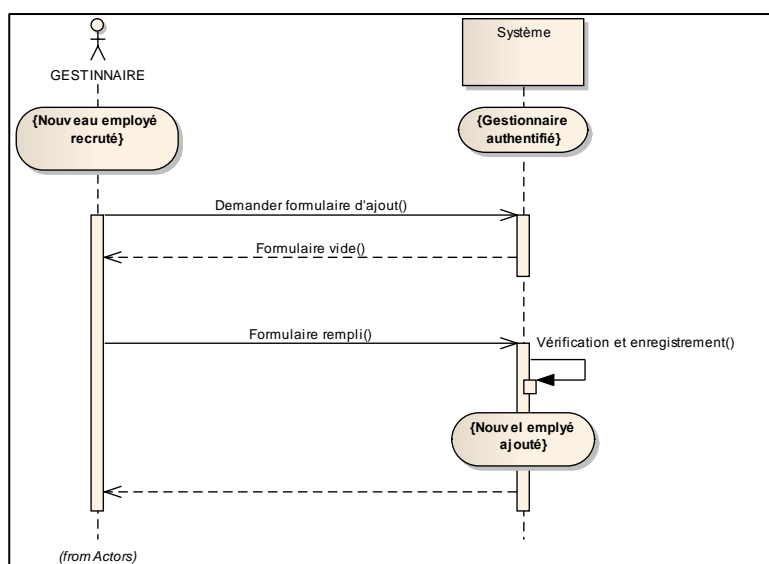 Système
GESTINNAIRE
{Nouveau employé
recruté}
{Gestionnaire
authentifié}
Demander formulaire d'ajout()
Formulaire vide()
Formulaire rempli()
Vérification et enregistrement()
{Nouvel emplyé
ajouté}
(from Actors)